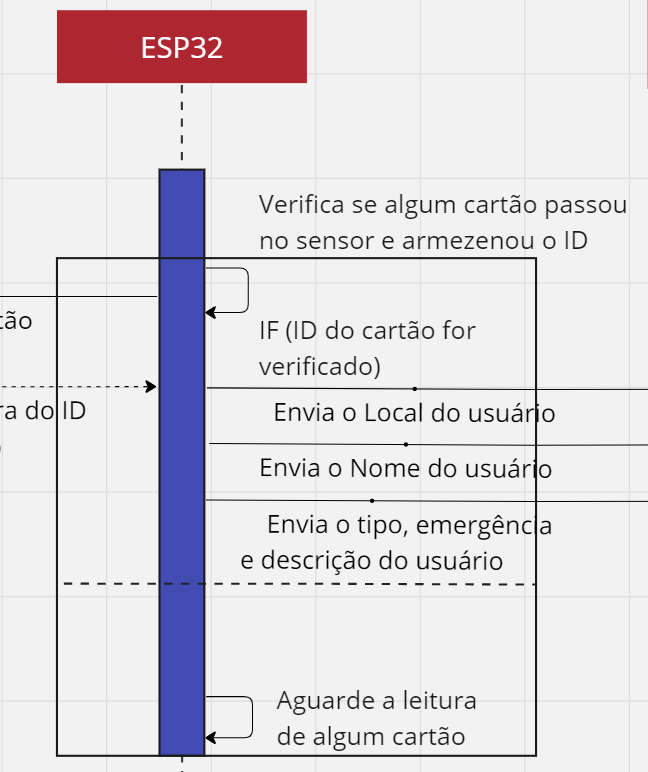 ESP32
Verifica se algum cartão passou
no sensor e armezenou o ID
tão
IF (ID do cartão for
verificado)
ra do ID
Envia o Local do usuário
Envia o Nome do usuário
Envia o tipo, emergência
e descrição do usuário
Aguarde a leitura
de algum cartão